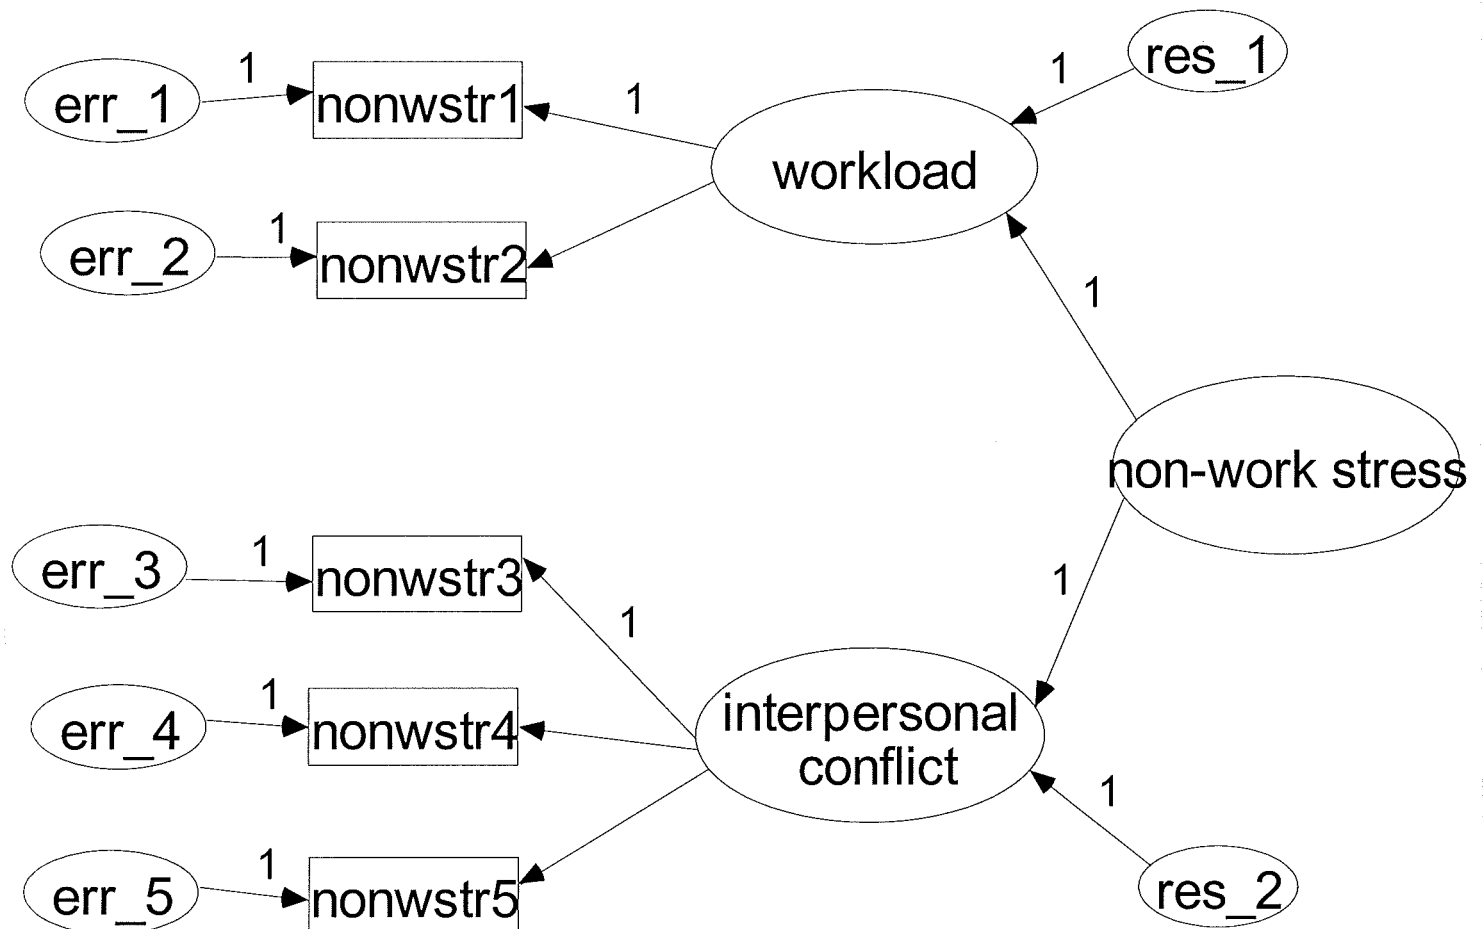 err_1
1
nonwstr1
1
workload
1
res_1
err_2
1
nonwstr2
1
non-work stress
err_3
1
nonwstr3
1
1
err_4
1
nonwstr4
interpersonal
conflict
1
err_5
1
nonwstr5
res_2